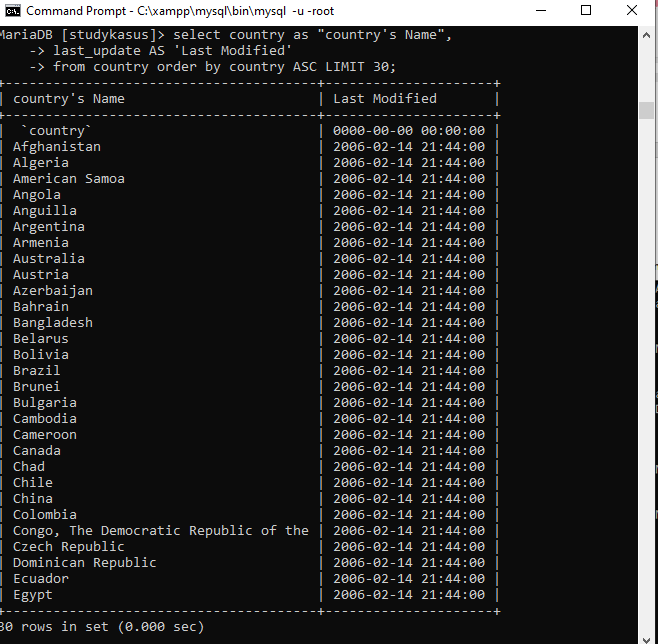 Command Prompt - C:\xampp\mysql\bin\mysql -u -root
MariaDB [studykasus]> select country as "country's Name",
-> last_update AS 'Last Modified'
-> from country order by country ASC LIMIT 30;
+---------------------------------------+---------------------+
| country's Name | Last Modified |
+---------------------------------------+---------------------+
| `country` | 0000-00-00 00:00:00 |
| Afghanistan | 2006-02-14 21:44:00 |
| Algeria | 2006-02-14 21:44:00 |
| American Samoa | 2006-02-14 21:44:00 |
| Angola | 2006-02-14 21:44:00 |
| Anguilla | 2006-02-14 21:44:00 |
| Argentina | 2006-02-14 21:44:00 |
| Armenia | 2006-02-14 21:44:00 |
| Australia | 2006-02-14 21:44:00 |
| Austria | 2006-02-14 21:44:00 |
| Azerbaijan | 2006-02-14 21:44:00 |
| Bahrain | 2006-02-14 21:44:00 |
| Bangladesh | 2006-02-14 21:44:00 |
| Belarus | 2006-02-14 21:44:00 |
| Bolivia | 2006-02-14 21:44:00 |
| Brazil | 2006-02-14 21:44:00 |
| Brunei | 2006-02-14 21:44:00 |
| Bulgaria | 2006-02-14 21:44:00 |
| Cambodia | 2006-02-14 21:44:00 |
| Cameroon | 2006-02-14 21:44:00 |
| Canada | 2006-02-14 21:44:00 |
| Chad | 2006-02-14 21:44:00 |
| Chile | 2006-02-14 21:44:00 |
| China | 2006-02-14 21:44:00 |
| Colombia | 2006-02-14 21:44:00 |
| Congo, The Democratic Republic of the | 2006-02-14 21:44:00 |
| Czech Republic | 2006-02-14 21:44:00 |
| Dominican Republic | 2006-02-14 21:44:00 |
| Ecuador | 2006-02-14 21:44:00 |
| Egypt | 2006-02-14 21:44:00 |
+---------------------------------------+---------------------+
30 rows in set (0.000 sec)